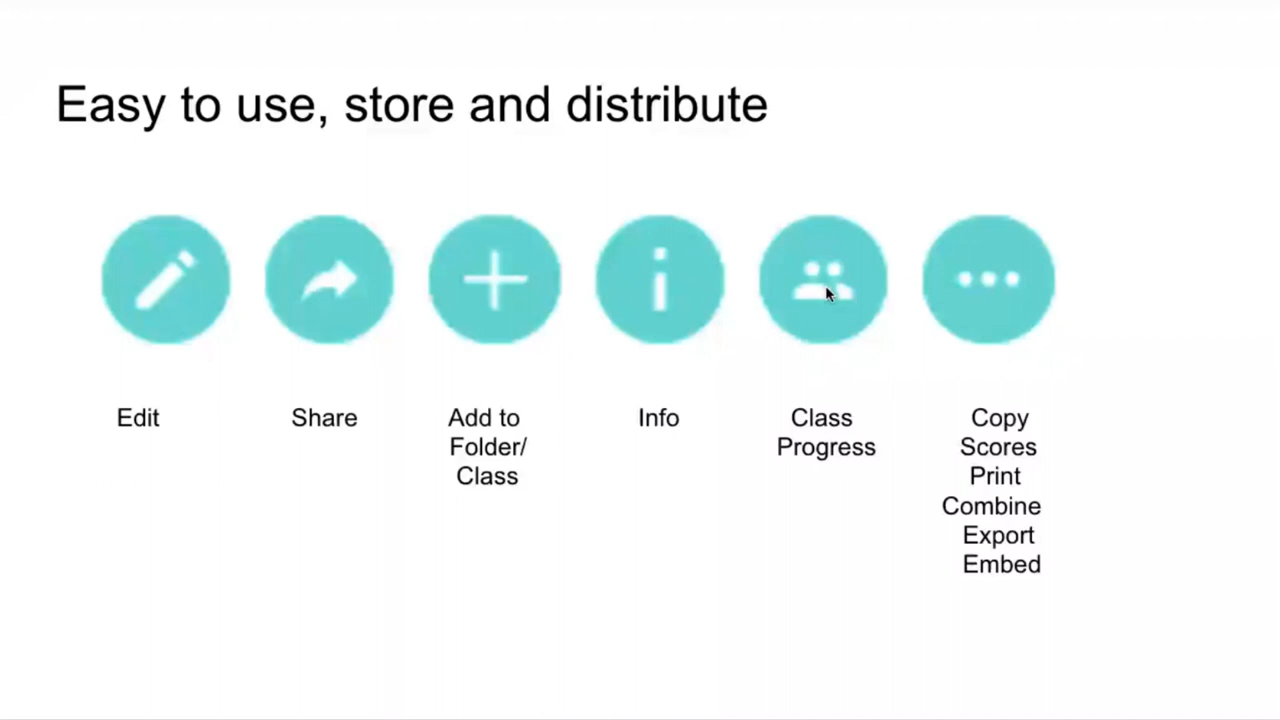 Easy to use, store and distribute
Edit
Share
Add to
Folder/
Class
Info
Class
Progress
Copy
Scores
Print
Combine
Export
Embed